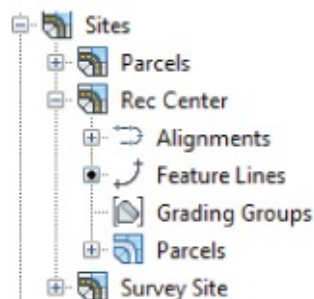 Sites
Parcels
Rec Center
Alignments
Feature Lines
Grading Groups
Parcels
Survey Site